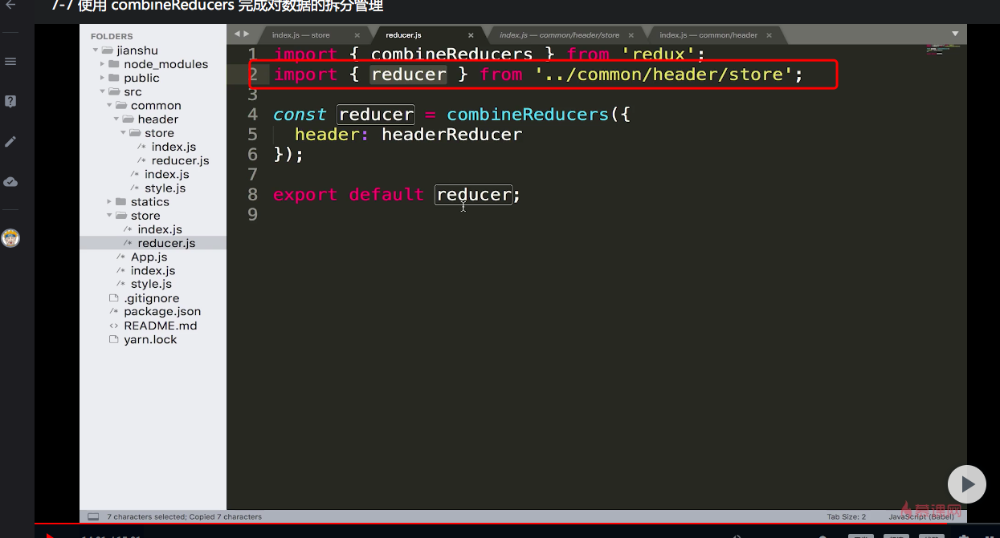 7-7 使用 combineReducers 完成对数据的拆分管理
FOLDERS
jianshu
node_modules
public
src
common
header
store
index.js
reducer.js
index.js
style.js
statics
store
index.js
reducer.js
App.js
index.js
style.js
.gitignore
package.json
README.md
yarn.lock
index.js — store
reducer.js
index.js — common/header/store
index.js — common/header
1 import { combineReducers } from 'redux';
2 import { reducer } from '../common/header/store';
3
4 const reducer = combineReducers({
5 header: headerReducer
6 });
7
8 export default reducer;
9
7 characters selected; Copied 7 characters
Tab Size: 2
JavaScript (Babel)
慕课网